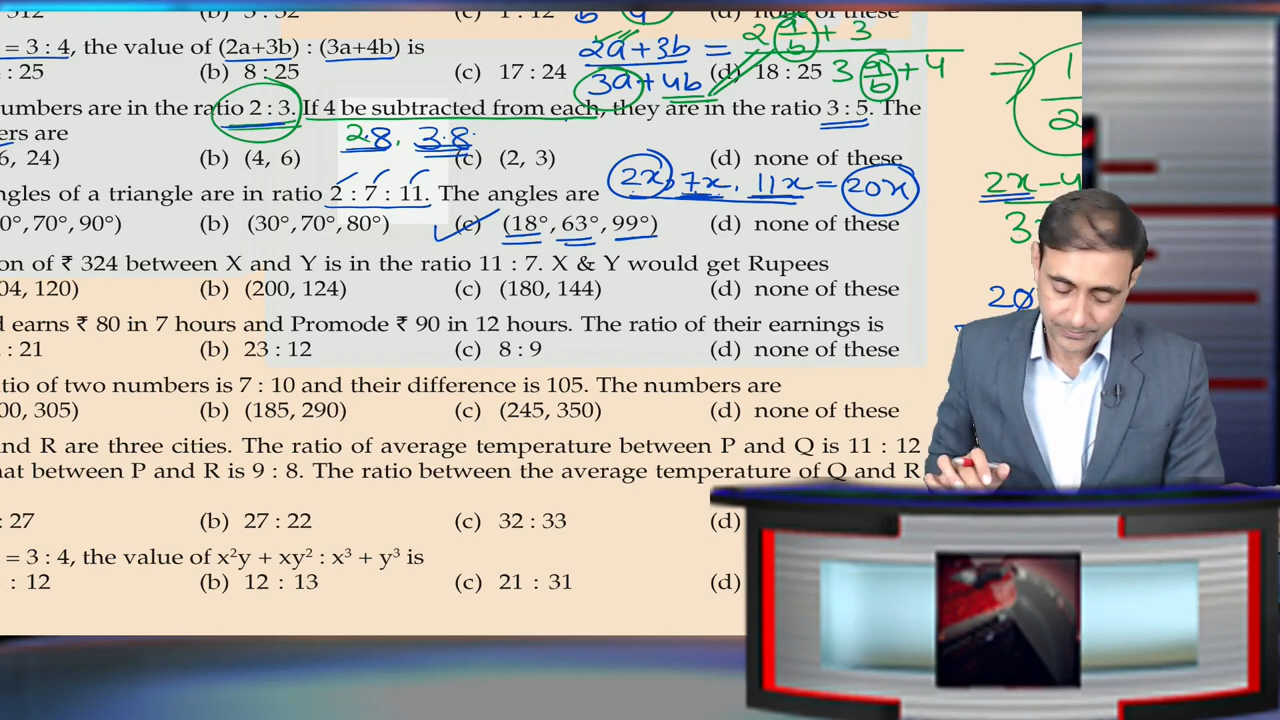 (b) 3 : 32 (c) 1 : 12 (d) none of these
= 3 : 4, the value of (2a+3b) : (3a+4b) is
2a+3b/3a+4b = 2 a/b + 3/3 a/b + 4 ⇒ 1/2
: 25 (b) 8 : 25 (c) 17 : 24 (d) 18 : 25
umbers are in the ratio 2 : 3. If 4 be subtracted from each, they are in the ratio 3 : 5. The
ers are
2·8, 3·8
6, 24) (b) (4, 6) (c) (2, 3) (d) none of these
2x, 7x, 11x = 20x
2x-4
ngles of a triangle are in ratio 2 : 7 : 11. The angles are
0°, 70°, 90°) (b) (30°, 70°, 80°) (c) (18°, 63°, 99°) (d) none of these
on of ₹ 324 between X and Y is in the ratio 11 : 7. X & Y would get Rupees
04, 120) (b) (200, 124) (c) (180, 144) (d) none of these
20
d earns ₹ 80 in 7 hours and Promode ₹ 90 in 12 hours. The ratio of their earnings is
: 21 (b) 23 : 12 (c) 8 : 9 (d) none of these
tio of two numbers is 7 : 10 and their difference is 105. The numbers are
00, 305) (b) (185, 290) (c) (245, 350) (d) none of these
nd R are three cities. The ratio of average temperature between P and Q is 11 : 12
hat between P and R is 9 : 8. The ratio between the average temperature of Q and R
: 27 (b) 27 : 22 (c) 32 : 33 (d)
= 3 : 4, the value of x²y + xy² : x³ + y³ is
: 12 (b) 12 : 13 (c) 21 : 31 (d)